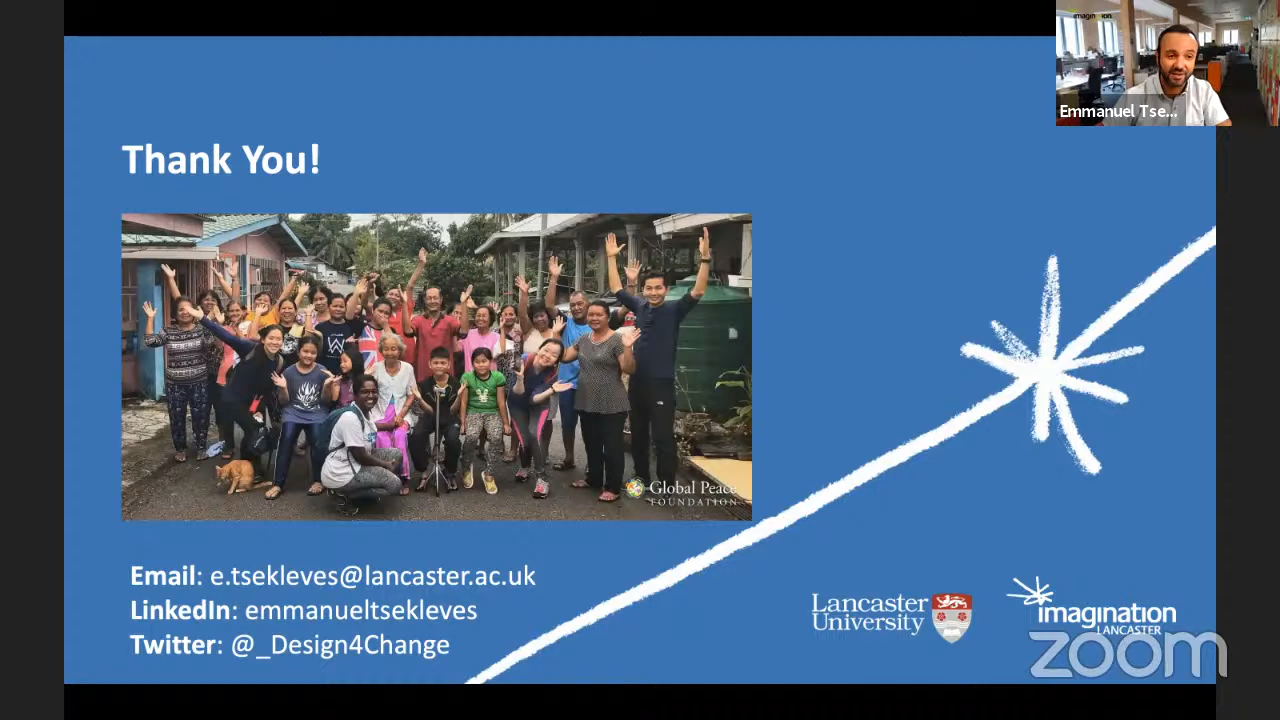 imagination
Emmanuel Tse...
Thank You!
Global Peace
FOUNDATION
Email: e.tsekleves@lancaster.ac.uk
LinkedIn: emmanueltsekleves
Twitter: @_Design4Change
Lancaster
University
imagination
LANCASTER
zoom